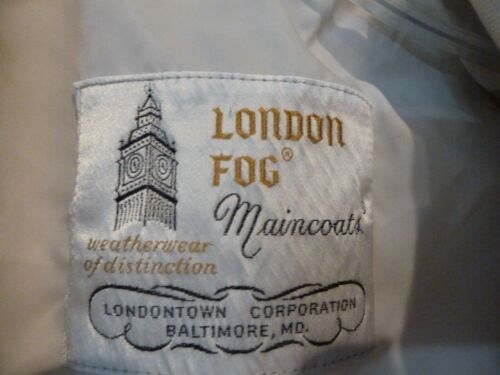 LONDON
FOG®
Maincoats®
weatherwear
of distinction
LONDONTOWN CORPORATION
BALTIMORE, MD.